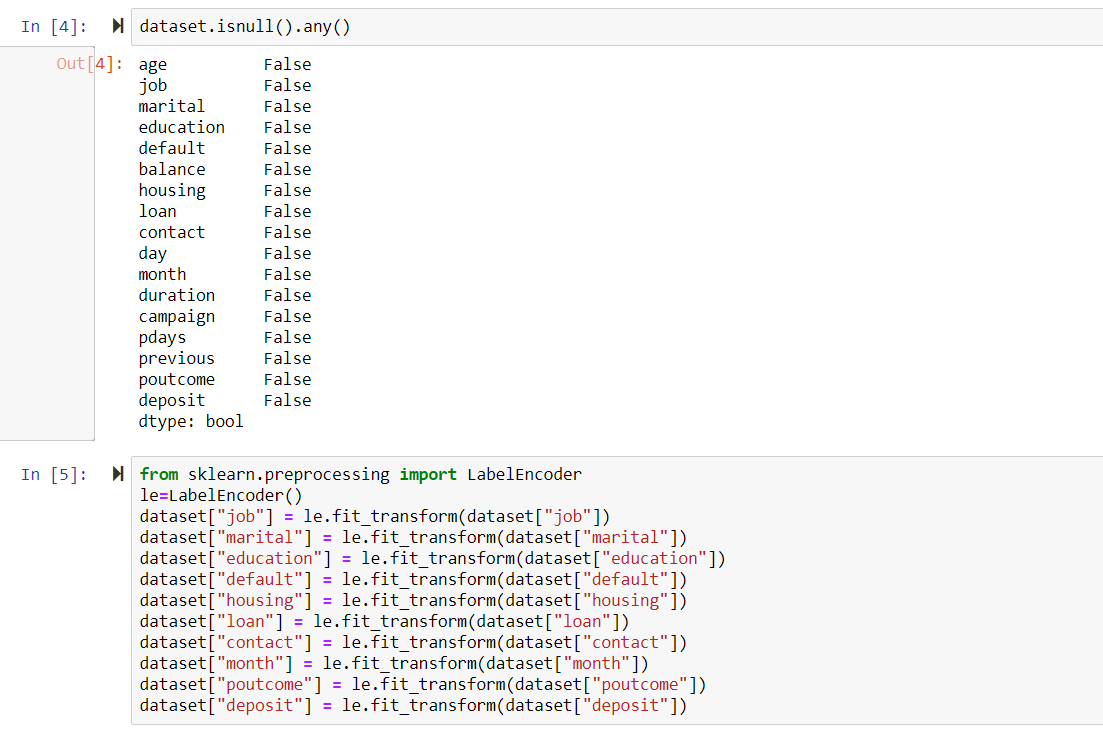 In [4]: dataset.isnull().any()
Out[4]: age False
job False
marital False
education False
default False
balance False
housing False
loan False
contact False
day False
month False
duration False
campaign False
pdays False
previous False
poutcome False
deposit False
dtype: bool
In [5]: from sklearn.preprocessing import LabelEncoder
le=LabelEncoder()
dataset["job"] = le.fit_transform(dataset["job"])
dataset["marital"] = le.fit_transform(dataset["marital"])
dataset["education"] = le.fit_transform(dataset["education"])
dataset["default"] = le.fit_transform(dataset["default"])
dataset["housing"] = le.fit_transform(dataset["housing"])
dataset["loan"] = le.fit_transform(dataset["loan"])
dataset["contact"] = le.fit_transform(dataset["contact"])
dataset["month"] = le.fit_transform(dataset["month"])
dataset["poutcome"] = le.fit_transform(dataset["poutcome"])
dataset["deposit"] = le.fit_transform(dataset["deposit"])